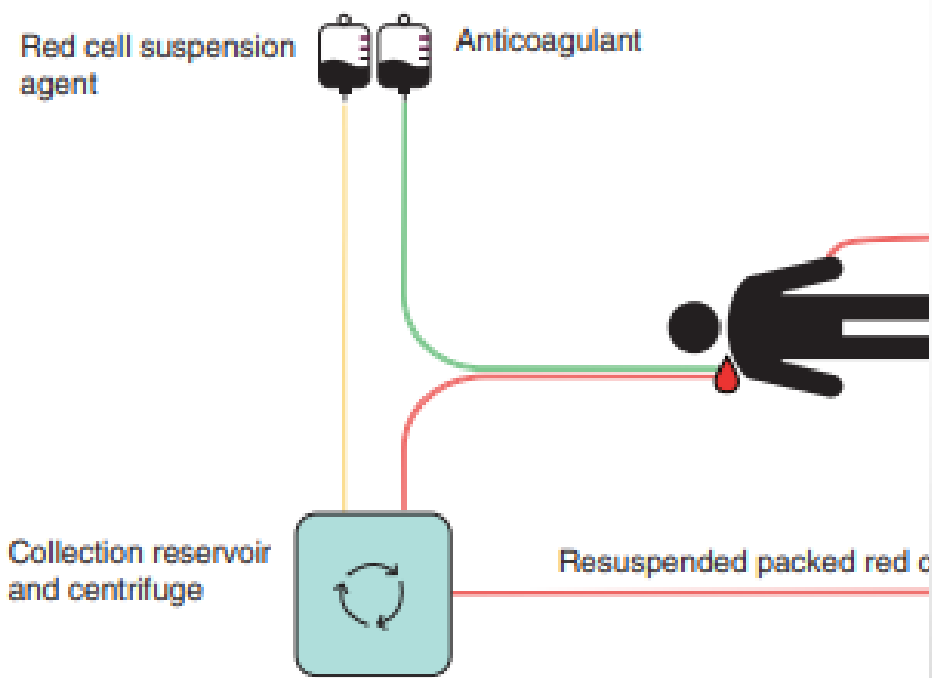 Red cell suspension
agent
Anticoagulant
Collection reservoir
and centrifuge
Resuspended packed red